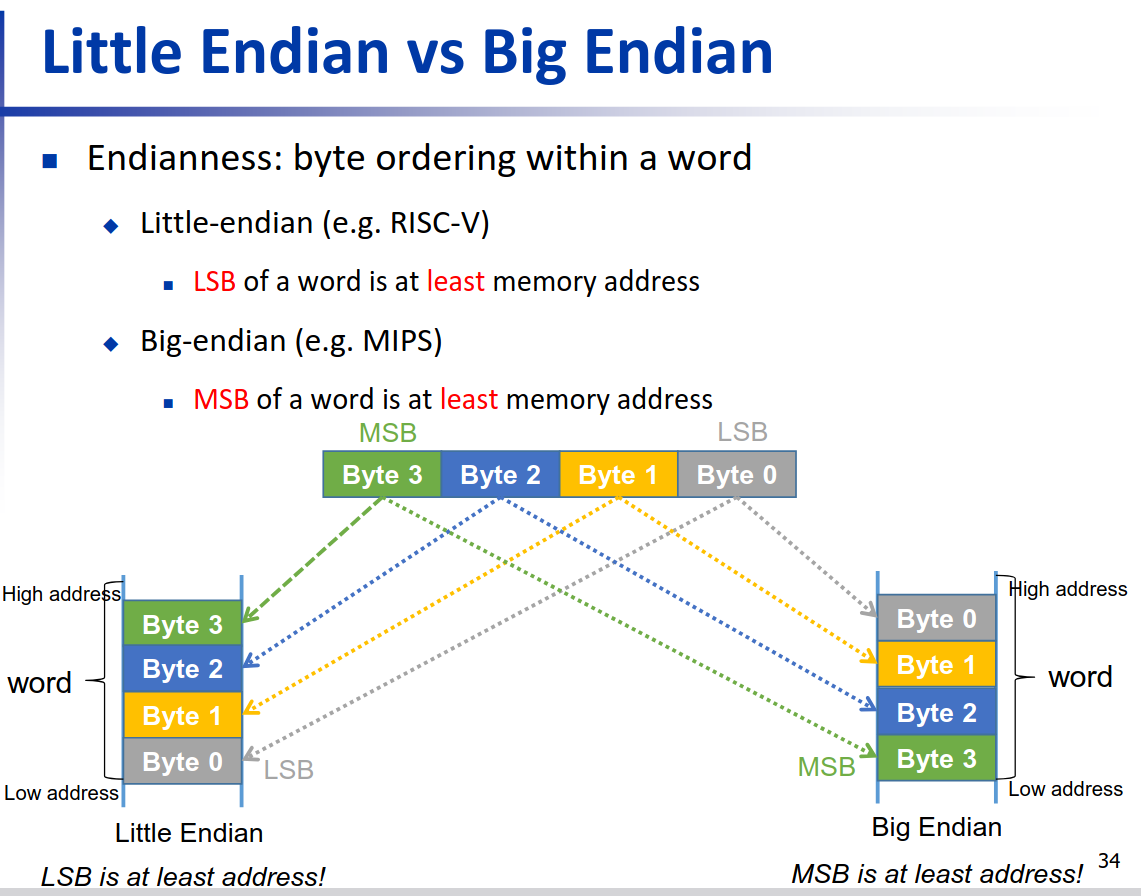 Little Endian vs Big Endian
Endianness: byte ordering within a word
Little-endian (e.g. RISC-V)
LSB of a word is at least memory address
Big-endian (e.g. MIPS)
MSB of a word is at least memory address
MSB LSB
Byte 3 Byte 2 Byte 1 Byte 0
High address
Byte 3
Byte 2
word
Byte 1
Byte 0
LSB
Low address
Little Endian
LSB is at least address!
High address
Byte 0
Byte 1
word
Byte 2
Byte 3
MSB
Low address
Big Endian
MSB is at least address!
34